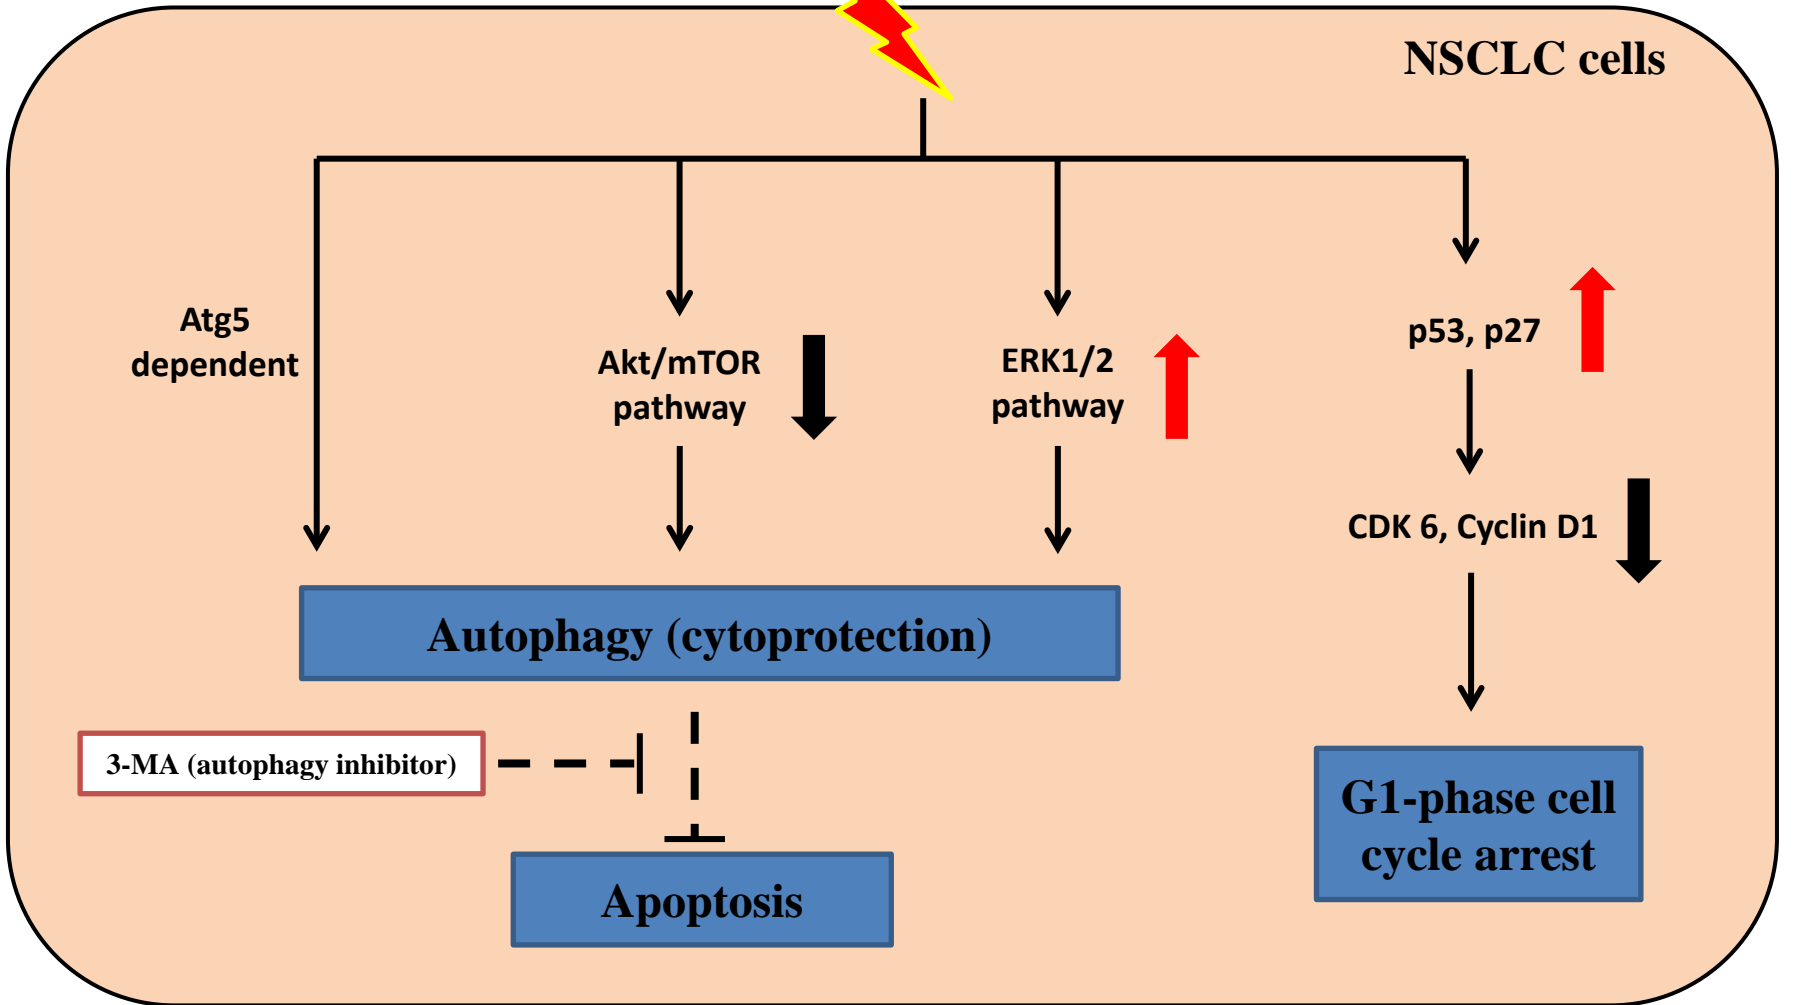 NSCLC cells
Atg5
dependent
Akt/mTOR
pathway
ERK1/2
pathway
p53, p27
CDK 6, Cyclin D1
Autophagy (cytoprotection)
3-MA (autophagy inhibitor)
Apoptosis
G1-phase cell
cycle arrest